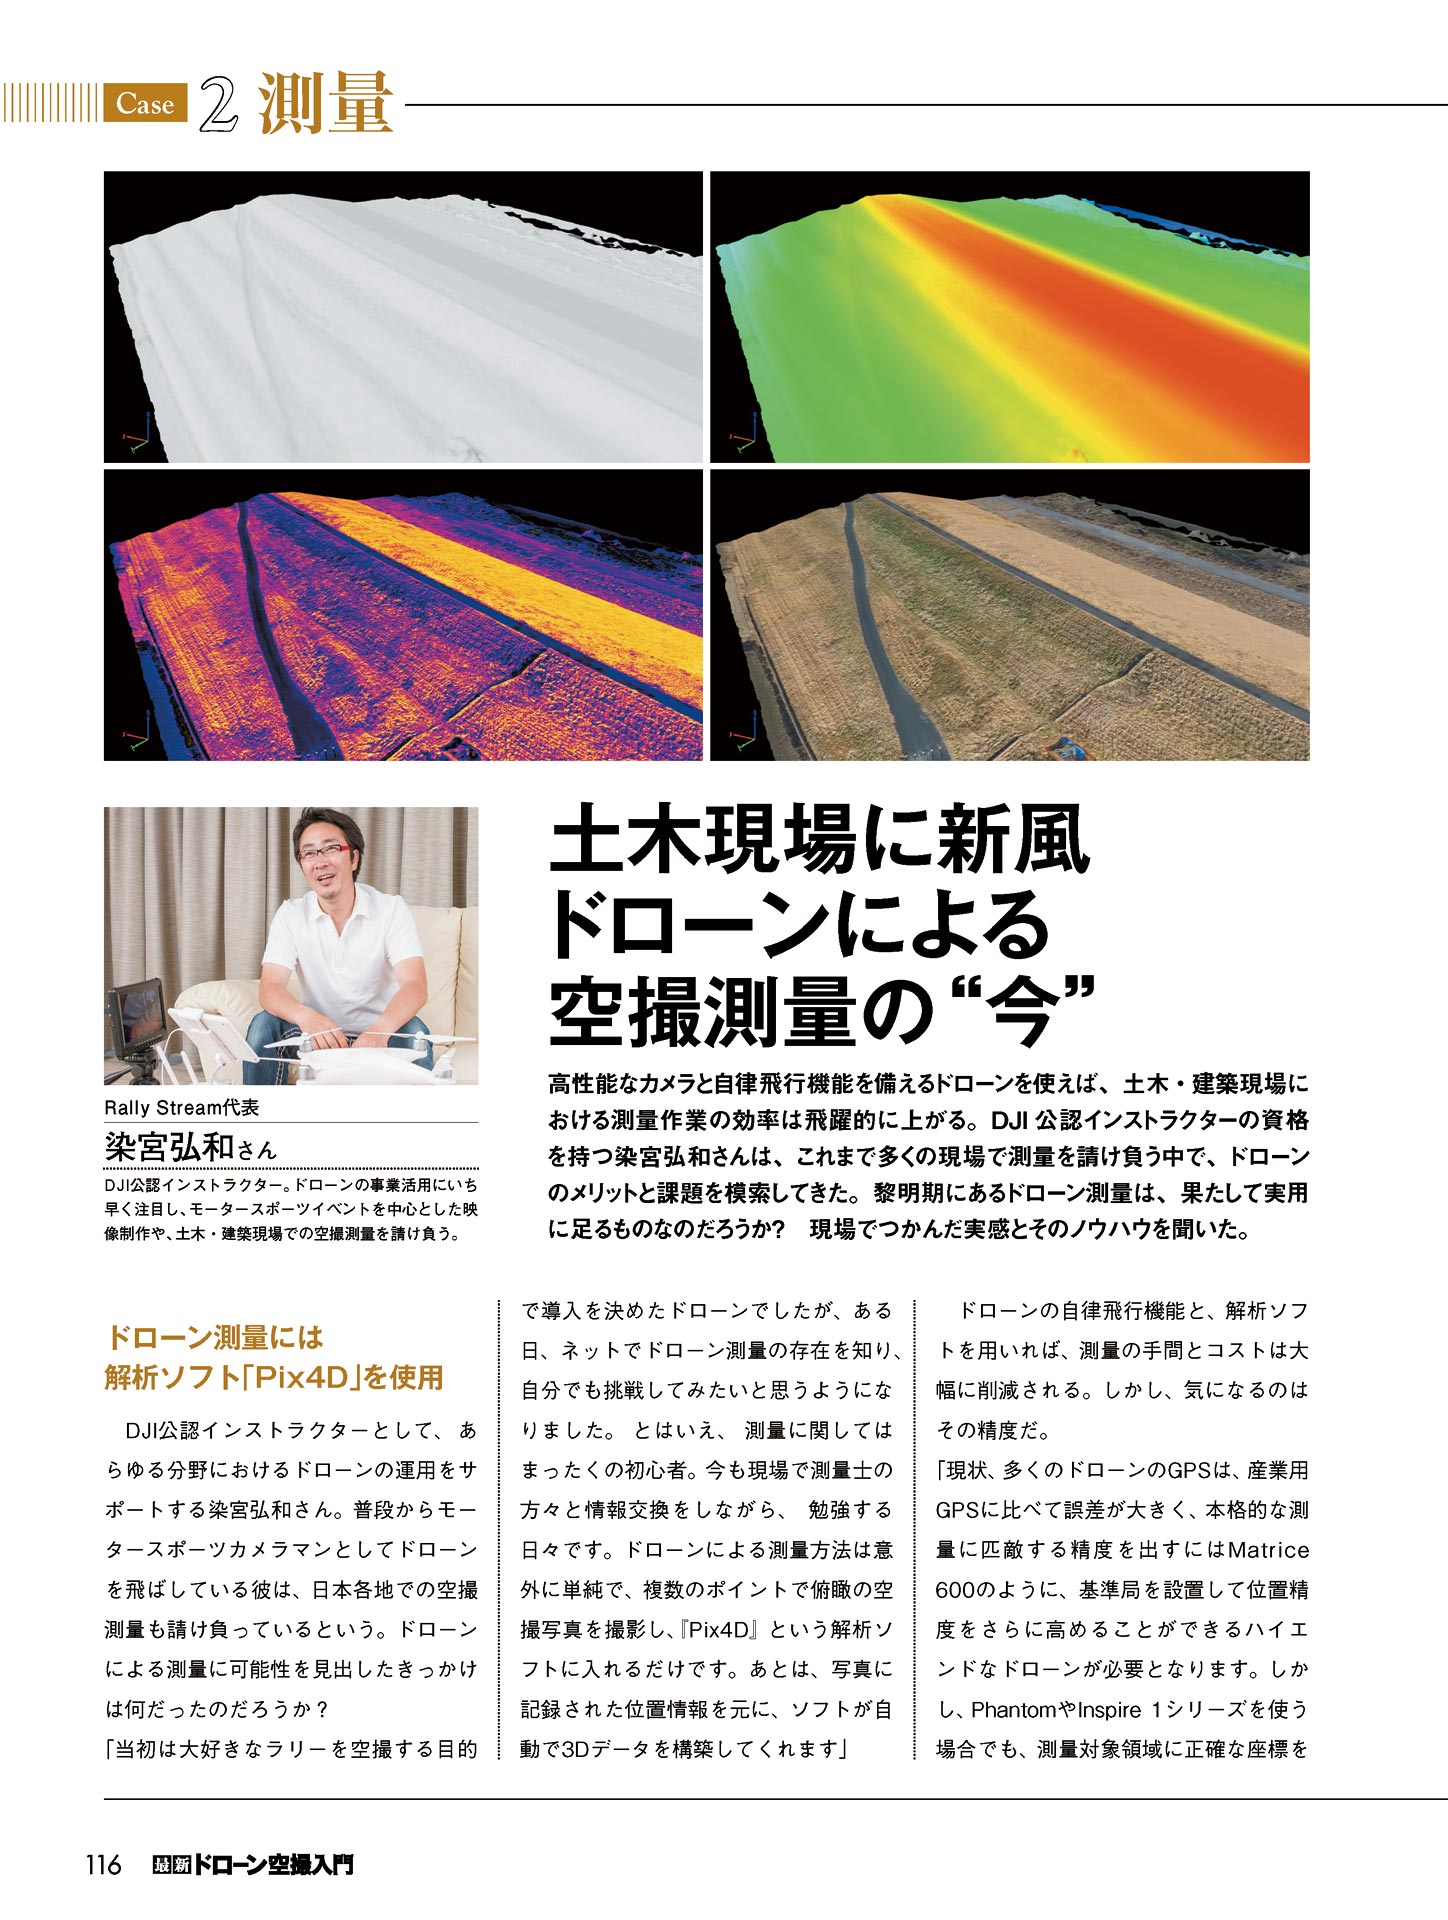 Case 2 測量
土木現場に新風
ドローンによる
空撮測量の“今”
高性能なカメラと自律飛行機能を備えるドローンを使えば、土木・建築現場に
おける測量作業の効率は飛躍的に上がる。DJI 公認インストラクターの資格
を持つ染宮弘和さんは、これまで多くの現場で測量を請け負う中で、ドローン
のメリットと課題を模索してきた。黎明期にあるドローン測量は、果たして実用
に足るものなのだろうか？　現場でつかんだ実感とそのノウハウを聞いた。
Rally Stream代表
染宮弘和さん
DJI公認インストラクター。ドローンの事業活用にいち
早く注目し、モータースポーツイベントを中心とした映
像制作や、土木・建築現場での空撮測量を請け負う。
ドローン測量には
解析ソフト「Pix4D」を使用
DJI公認インストラクターとして、あ
らゆる分野におけるドローンの運用をサ
ポートする染宮弘和さん。普段からモー
タースポーツカメラマンとしてドローン
を飛ばしている彼は、日本各地での空撮
測量も請け負っているという。ドローン
による測量に可能性を見出したきっかけ
は何だったのだろうか？
「当初は大好きなラリーを空撮する目的
で導入を決めたドローンでしたが、ある
日、ネットでドローン測量の存在を知り、
自分でも挑戦してみたいと思うようにな
りました。とはいえ、測量に関しては
まったくの初心者。今も現場で測量士の
方々と情報交換をしながら、勉強する
日々です。ドローンによる測量方法は意
外に単純で、複数のポイントで俯瞰の空
撮写真を撮影し、『Pix4D』という解析ソ
フトに入れるだけです。あとは、写真に
記録された位置情報を元に、ソフトが自
動で3Dデータを構築してくれます」
ドローンの自律飛行機能と、解析ソフ
トを用いれば、測量の手間とコストは大
幅に削減される。しかし、気になるのは
その精度だ。
「現状、多くのドローンのGPSは、産業用
GPSに比べて誤差が大きく、本格的な測
量に匹敵する精度を出すにはMatrice
600のように、基準局を設置して位置精
度をさらに高めることができるハイエ
ンドなドローンが必要となります。しか
し、PhantomやInspire 1シリーズを使う
場合でも、測量対象領域に正確な座標を
116 最新ドローン空撮入門